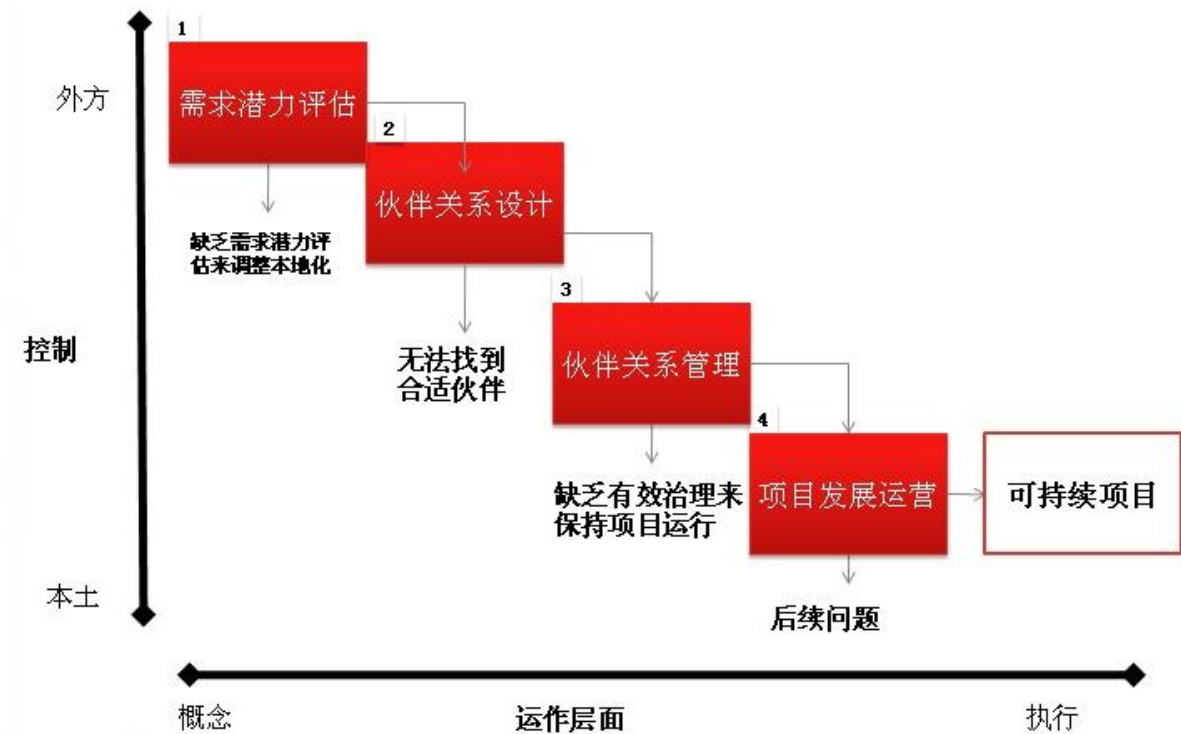 1
外方
需求潜力评估
2
伙伴关系设计
缺乏需求潜力评
估来调整本地化
3
控制
无法找到
合适伙伴
伙伴关系管理
4
缺乏有效治理来
保持项目运行
项目发展运营
可持续项目
本土
后续问题
概念
运作层面
执行